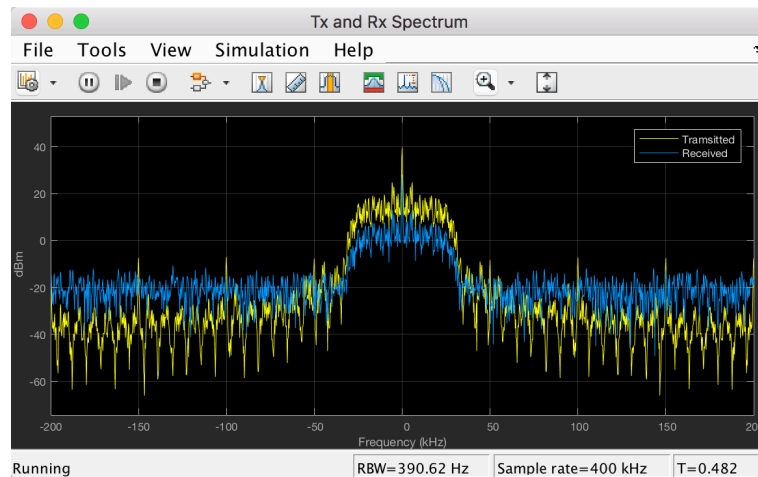 Tx and Rx Spectrum
File Tools View Simulation Help
Tramsitted
Received
40
20
0
-20
-40
-60
dBm
-200 -150 -100 -50 0 50 100 150 20
Frequency (kHz)
Running RBW=390.62 Hz Sample rate=400 kHz T=0.482